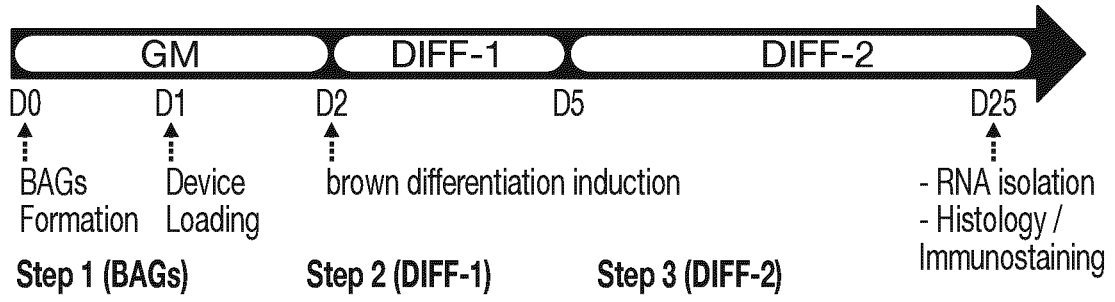 GM DIFF-1 DIFF-2
D0 D1 D2 D5 D25
BAGs Device brown differentiation induction - RNA isolation
Formation Loading - Histology /
Immunostaining
Step 1 (BAGs) Step 2 (DIFF-1) Step 3 (DIFF-2)